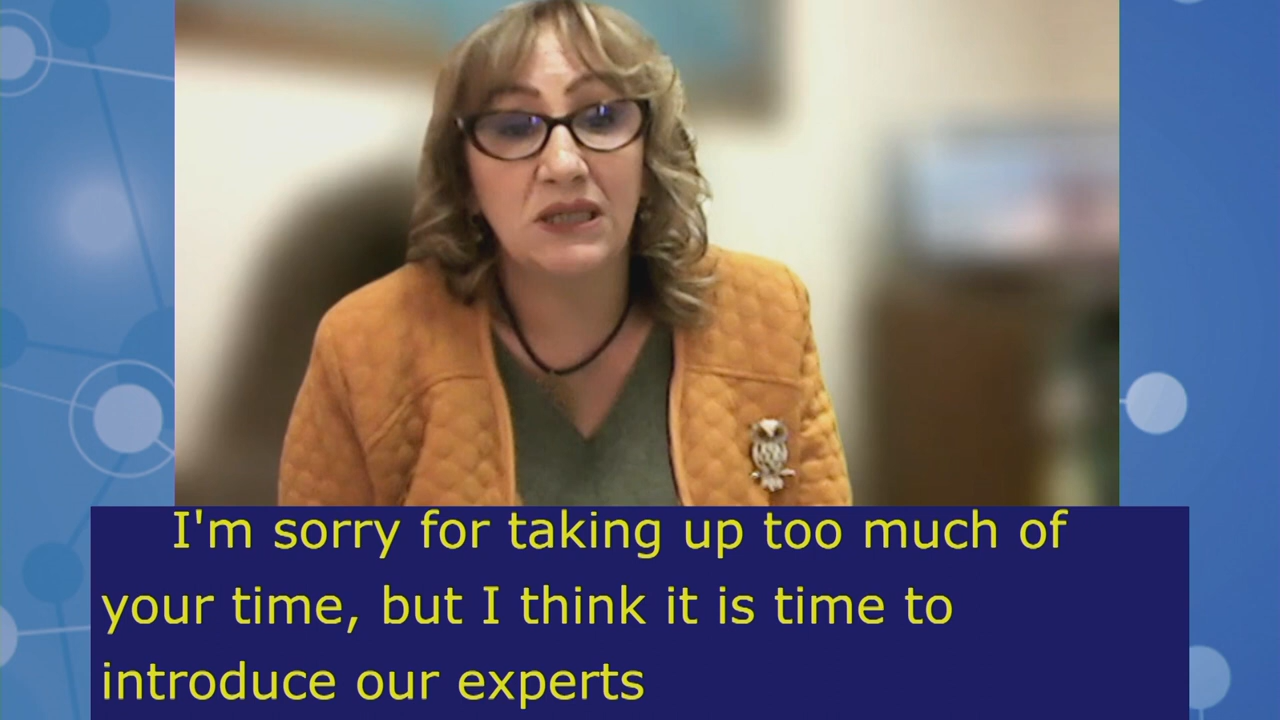 I'm sorry for taking up too much of
your time, but I think it is time to
introduce our experts